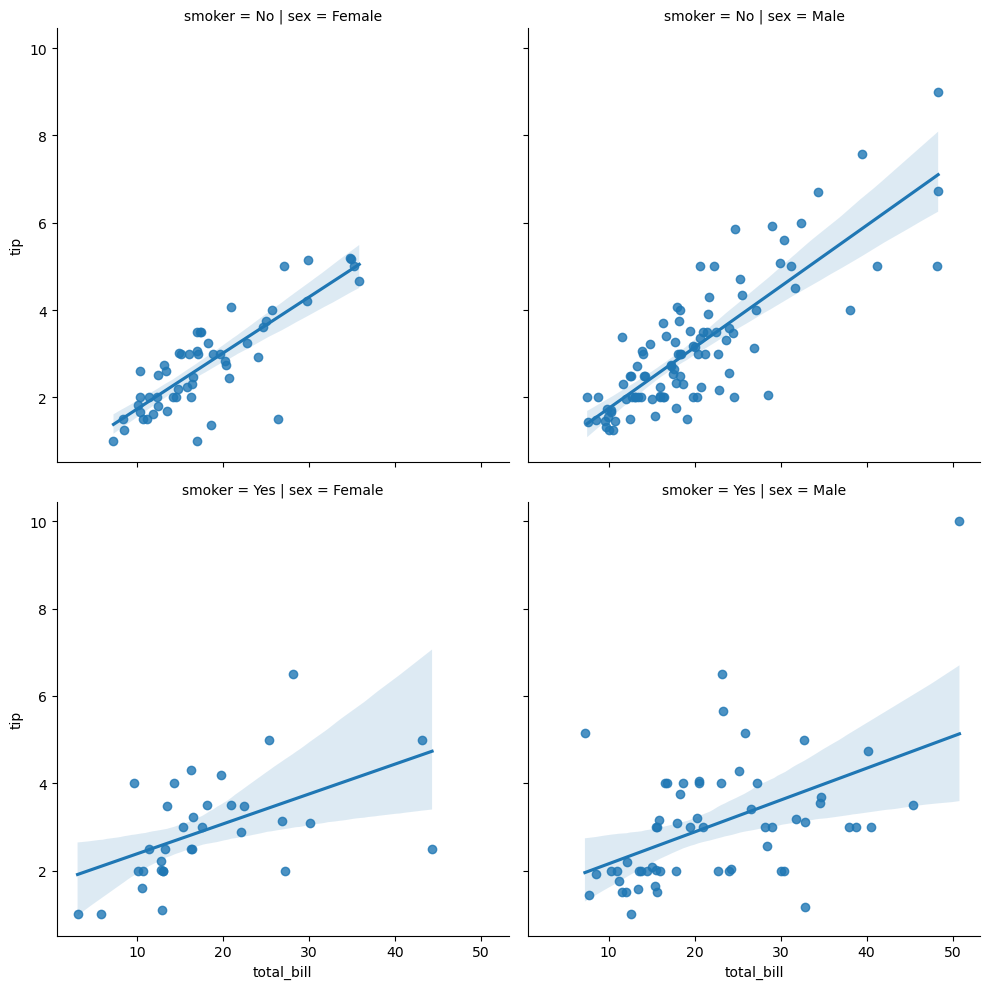 smoker = No | sex = Female
smoker = No | sex = Male
10
8
6
4
2
tip
smoker = Yes | sex = Female
smoker = Yes | sex = Male
10
8
6
4
2
tip
10 20 30 40 50
10 20 30 40 50
total_bill
total_bill